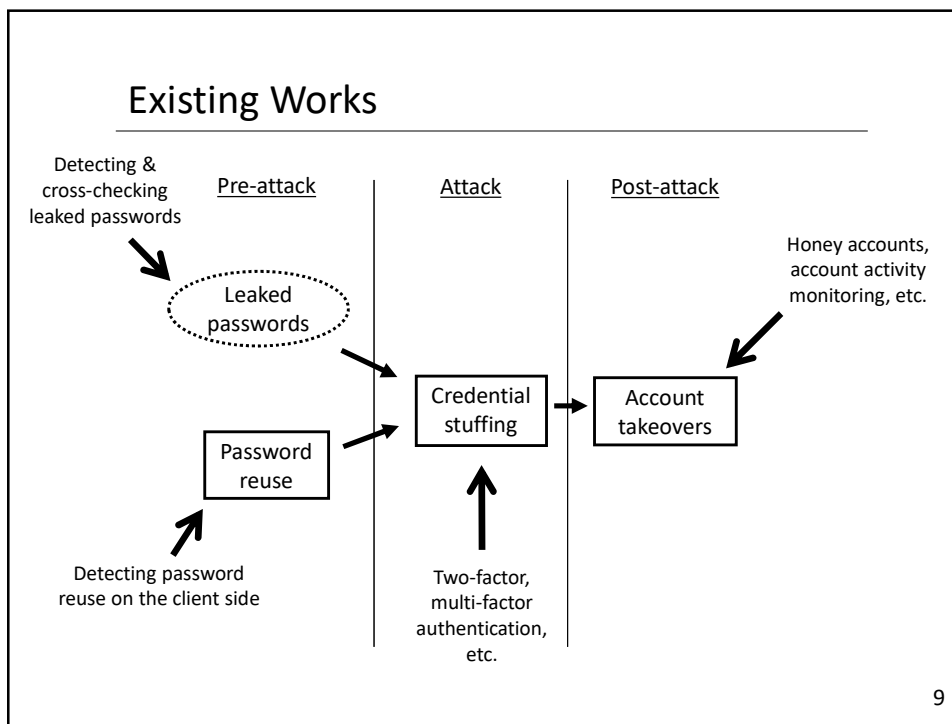 Existing Works
Detecting &
cross-checking
leaked passwords
Pre-attack
Attack
Post-attack
Honey accounts,
account activity
monitoring, etc.
Leaked
passwords
Credential
stuffing
Account
takeovers
Password
reuse
Detecting password
reuse on the client side
Two-factor,
multi-factor
authentication,
etc.
9